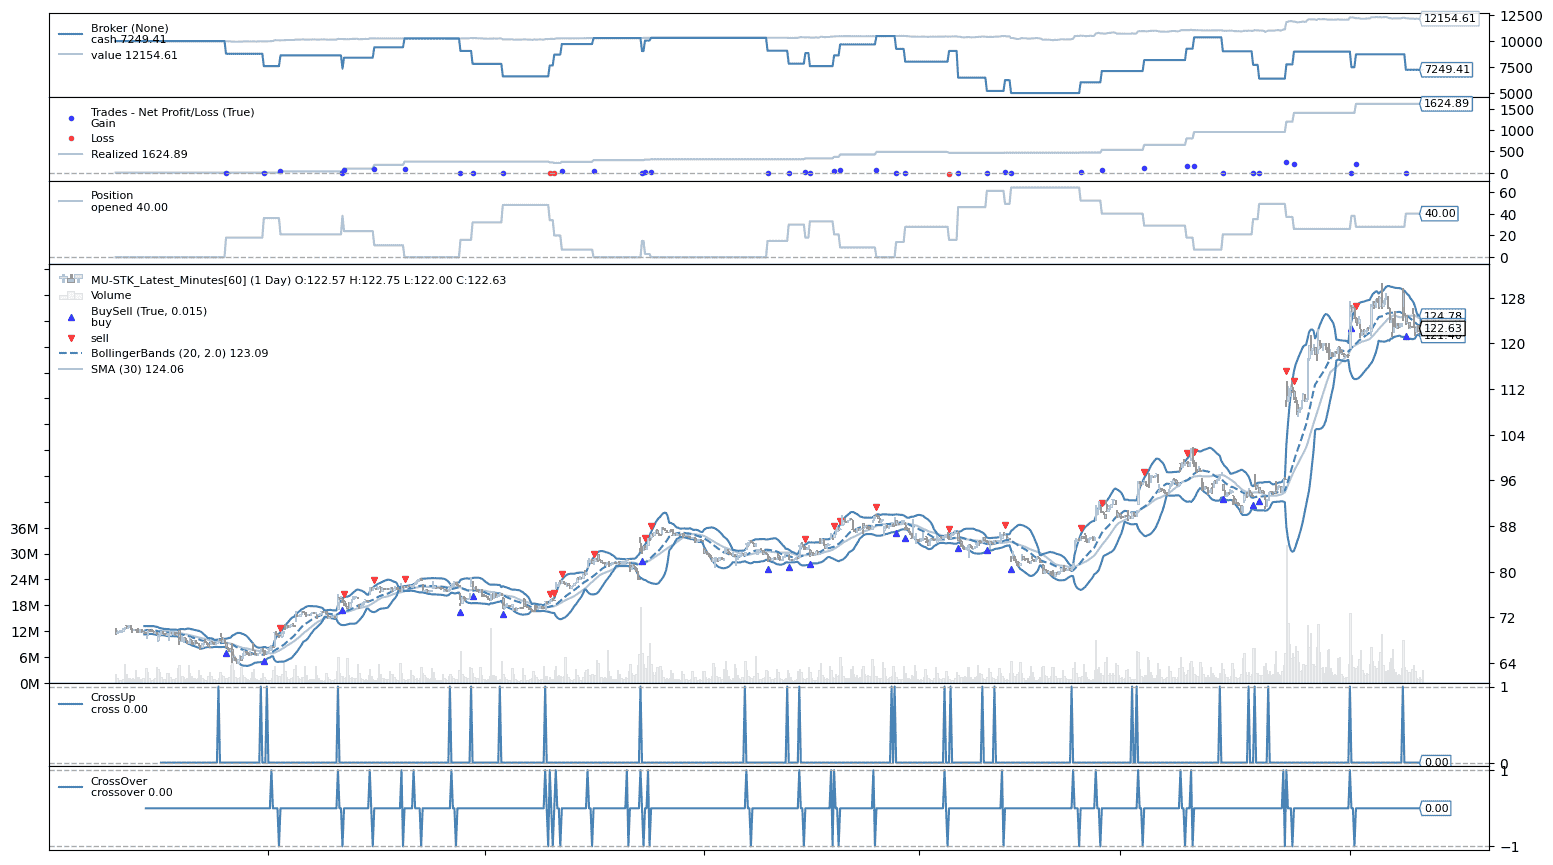 Broker (None)
cash 7249.41
value 12154.61
12154.61
7249.41
12500
10000
7500
5000
Trades - Net Profit/Loss (True)
Gain
Loss
Realized 1624.89
1624.89
1500
1000
500
0
Position
opened 40.00
40.00
60
40
20
0
MU-STK_Latest_Minutes[60] (1 Day) O:122.57 H:122.75 L:122.00 C:122.63
Volume
BuySell (True, 0.015)
buy
sell
BollingerBands (20, 2.0) 123.09
SMA (30) 124.06
124.78
122.63
128
120
112
104
96
88
80
72
64
36M
30M
24M
18M
12M
6M
0M
CrossUp
cross 0.00
0.00
1
0
CrossOver
crossover 0.00
0.00
1
−1